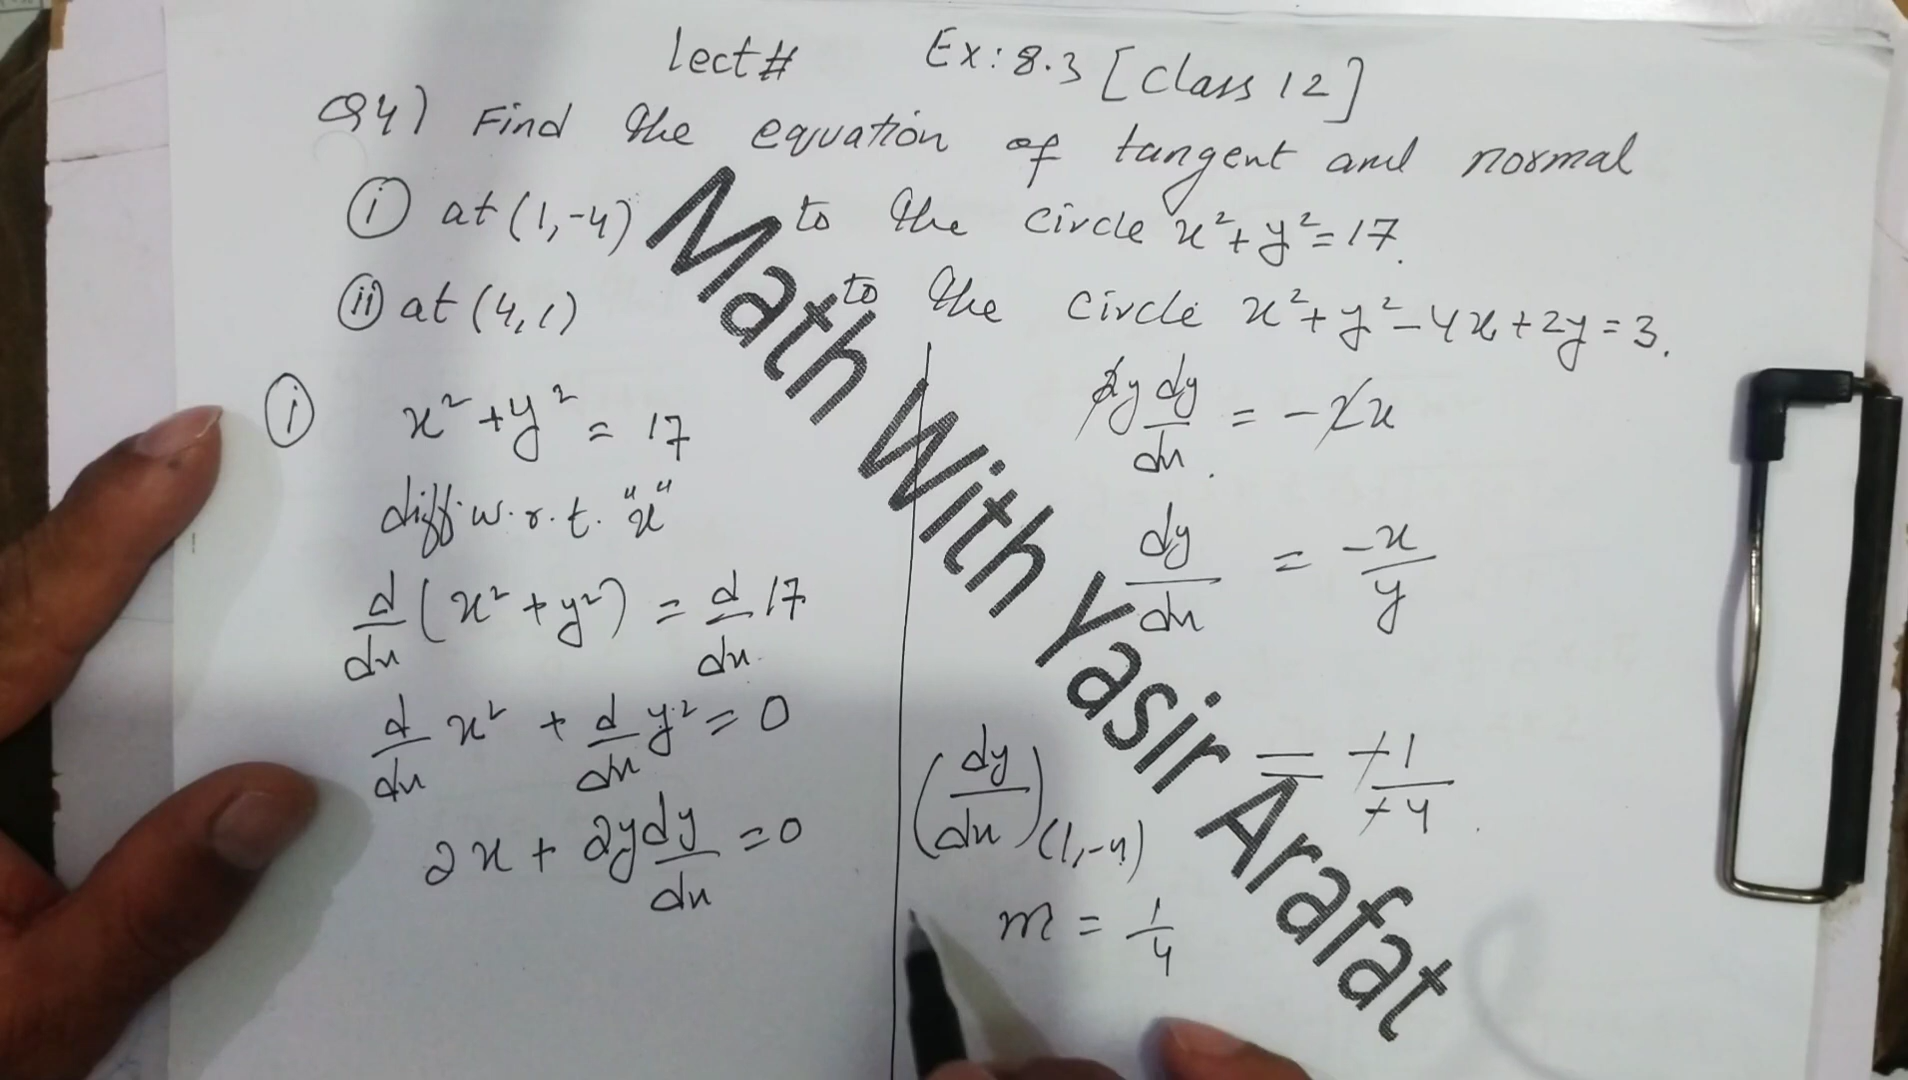 Lect# Ex: 8.3 [Class 12]
Q4) Find the equation of tangent and normal
(i) at (1,-4) to the circle x²+y²=17.
(ii) at (4,1) to the circle x²+y²-4x+2y=3.
(i) x²+y²=17
diff. w.r.t. "x"
d/dx (x²+y²) = d/dx 17
d/dx x² + d/dx y² = 0
2x + 2y dy/dx = 0
2y dy/dx = -2x
dy/dx = -x/y
(dy/dx)(1,-4) = -1/-4
m = 1/4
Math With Yasir Arafat